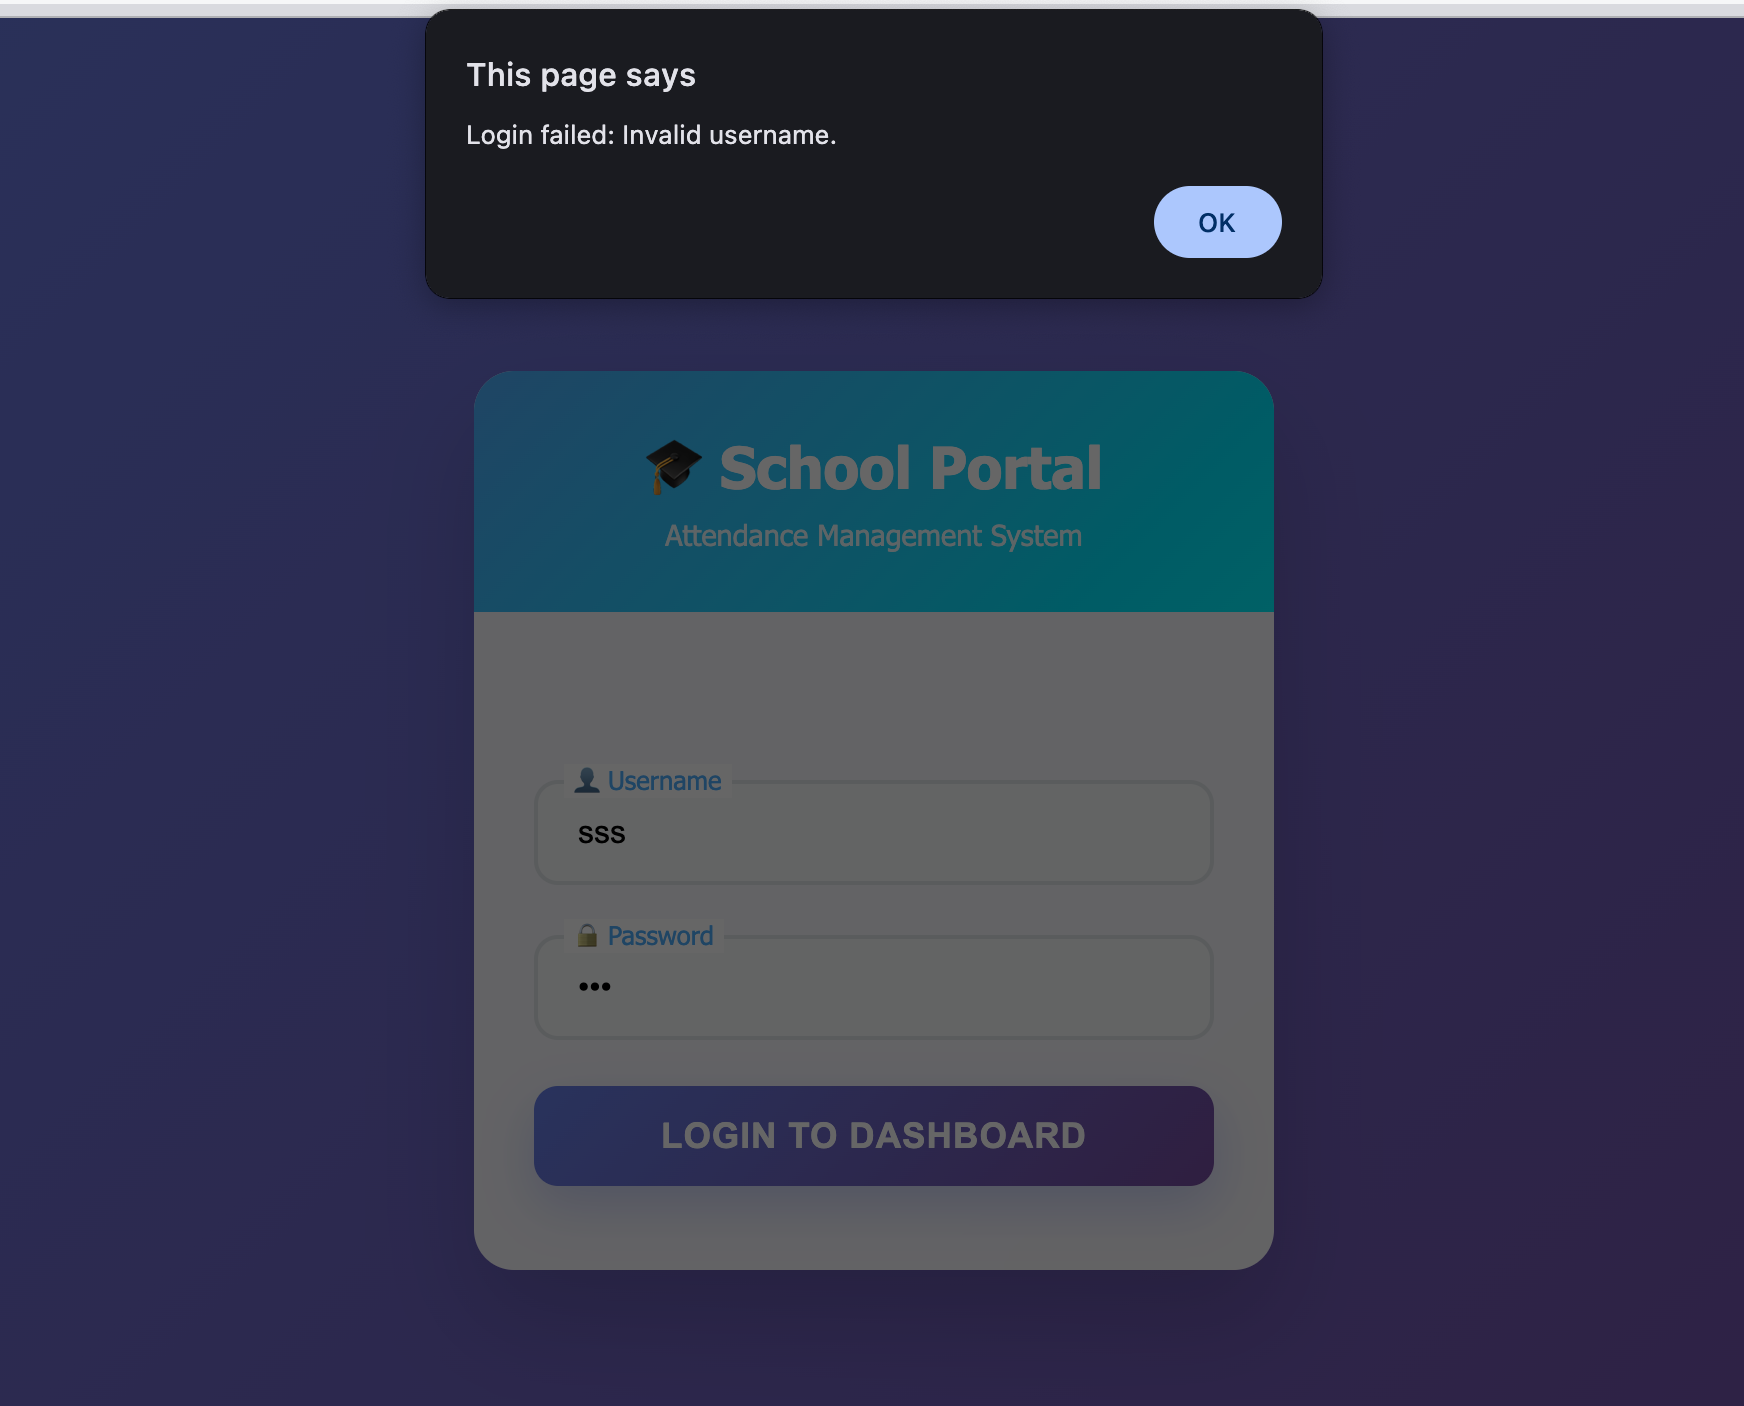 This page says
Login failed: Invalid username.
OK
School Portal
Attendance Management System
Username
sss
Password
•••
LOGIN TO DASHBOARD